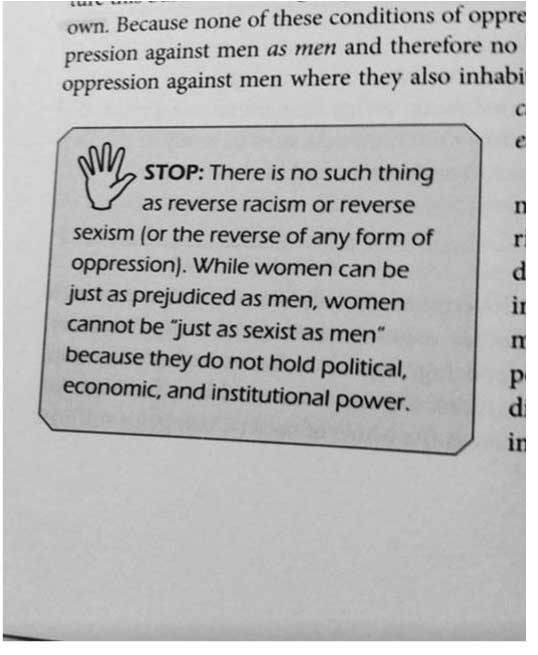 own. Because none of these conditions of oppre
pression against men as men and therefore no
oppression against men where they also inhabi
c
e
STOP: There is no such thing
as reverse racism or reverse
sexism (or the reverse of any form of
oppression). While women can be
just as prejudiced as men, women
cannot be “just as sexist as men”
because they do not hold political,
economic, and institutional power.
n
ri
d
in
m
p
d
in